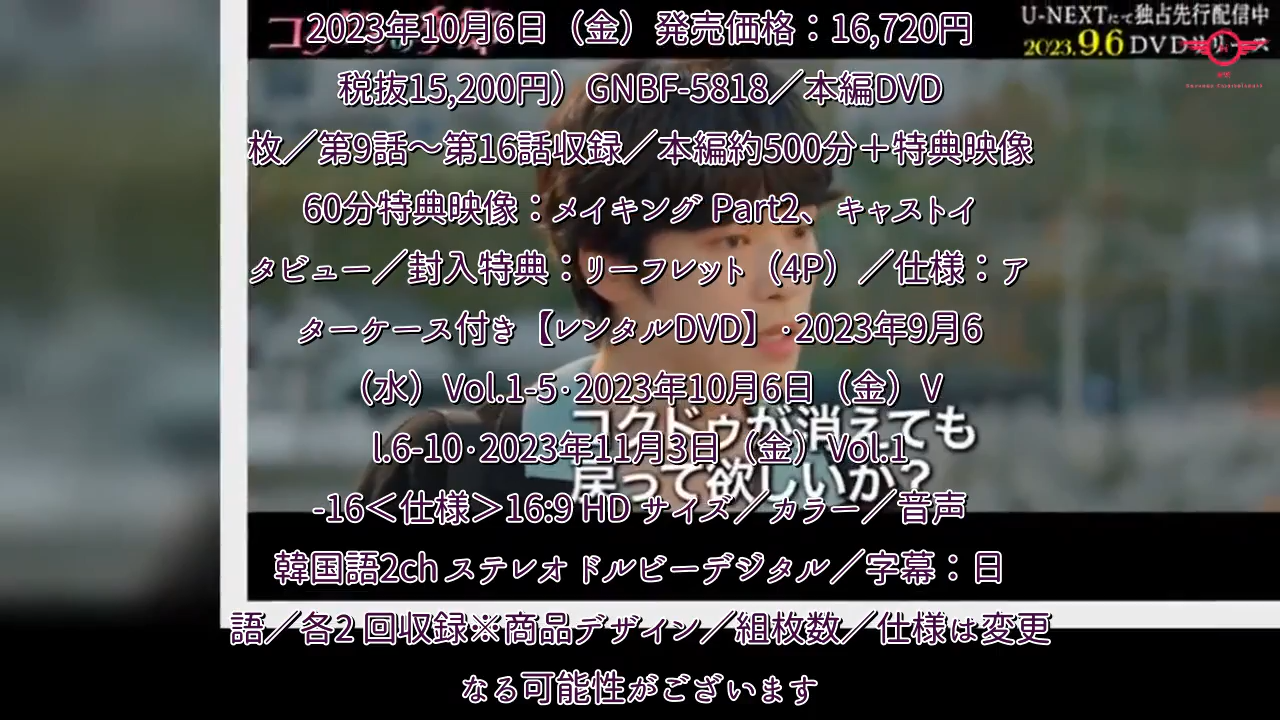 U-NEXTにて独占先行配信中
2023.9.6 DVDリリース
2023年10月6日（金）発売価格：16,720円
税抜15,200円）GNBF-5818／本編DVD
枚／第9話～第16話収録／本編約500分＋特典映像
60分特典映像：メイキング Part2、キャストイ
タビュー／封入特典：リーフレット（4P）／仕様：ア
ターケース付き【レンタルDVD】·2023年9月6
（水）Vol.1-5·2023年10月6日（金）V
l.6-10·2023年11月3日（金）Vol.1
-16＜仕様＞16:9 HD サイズ／カラー／音声
韓国語2ch ステレオ ドルビーデジタル／字幕：日
語／各2 回収録※商品デザイン／組枚数／仕様は変更
なる可能性がございます
コクドゥが消えても
戻って欲しいか？